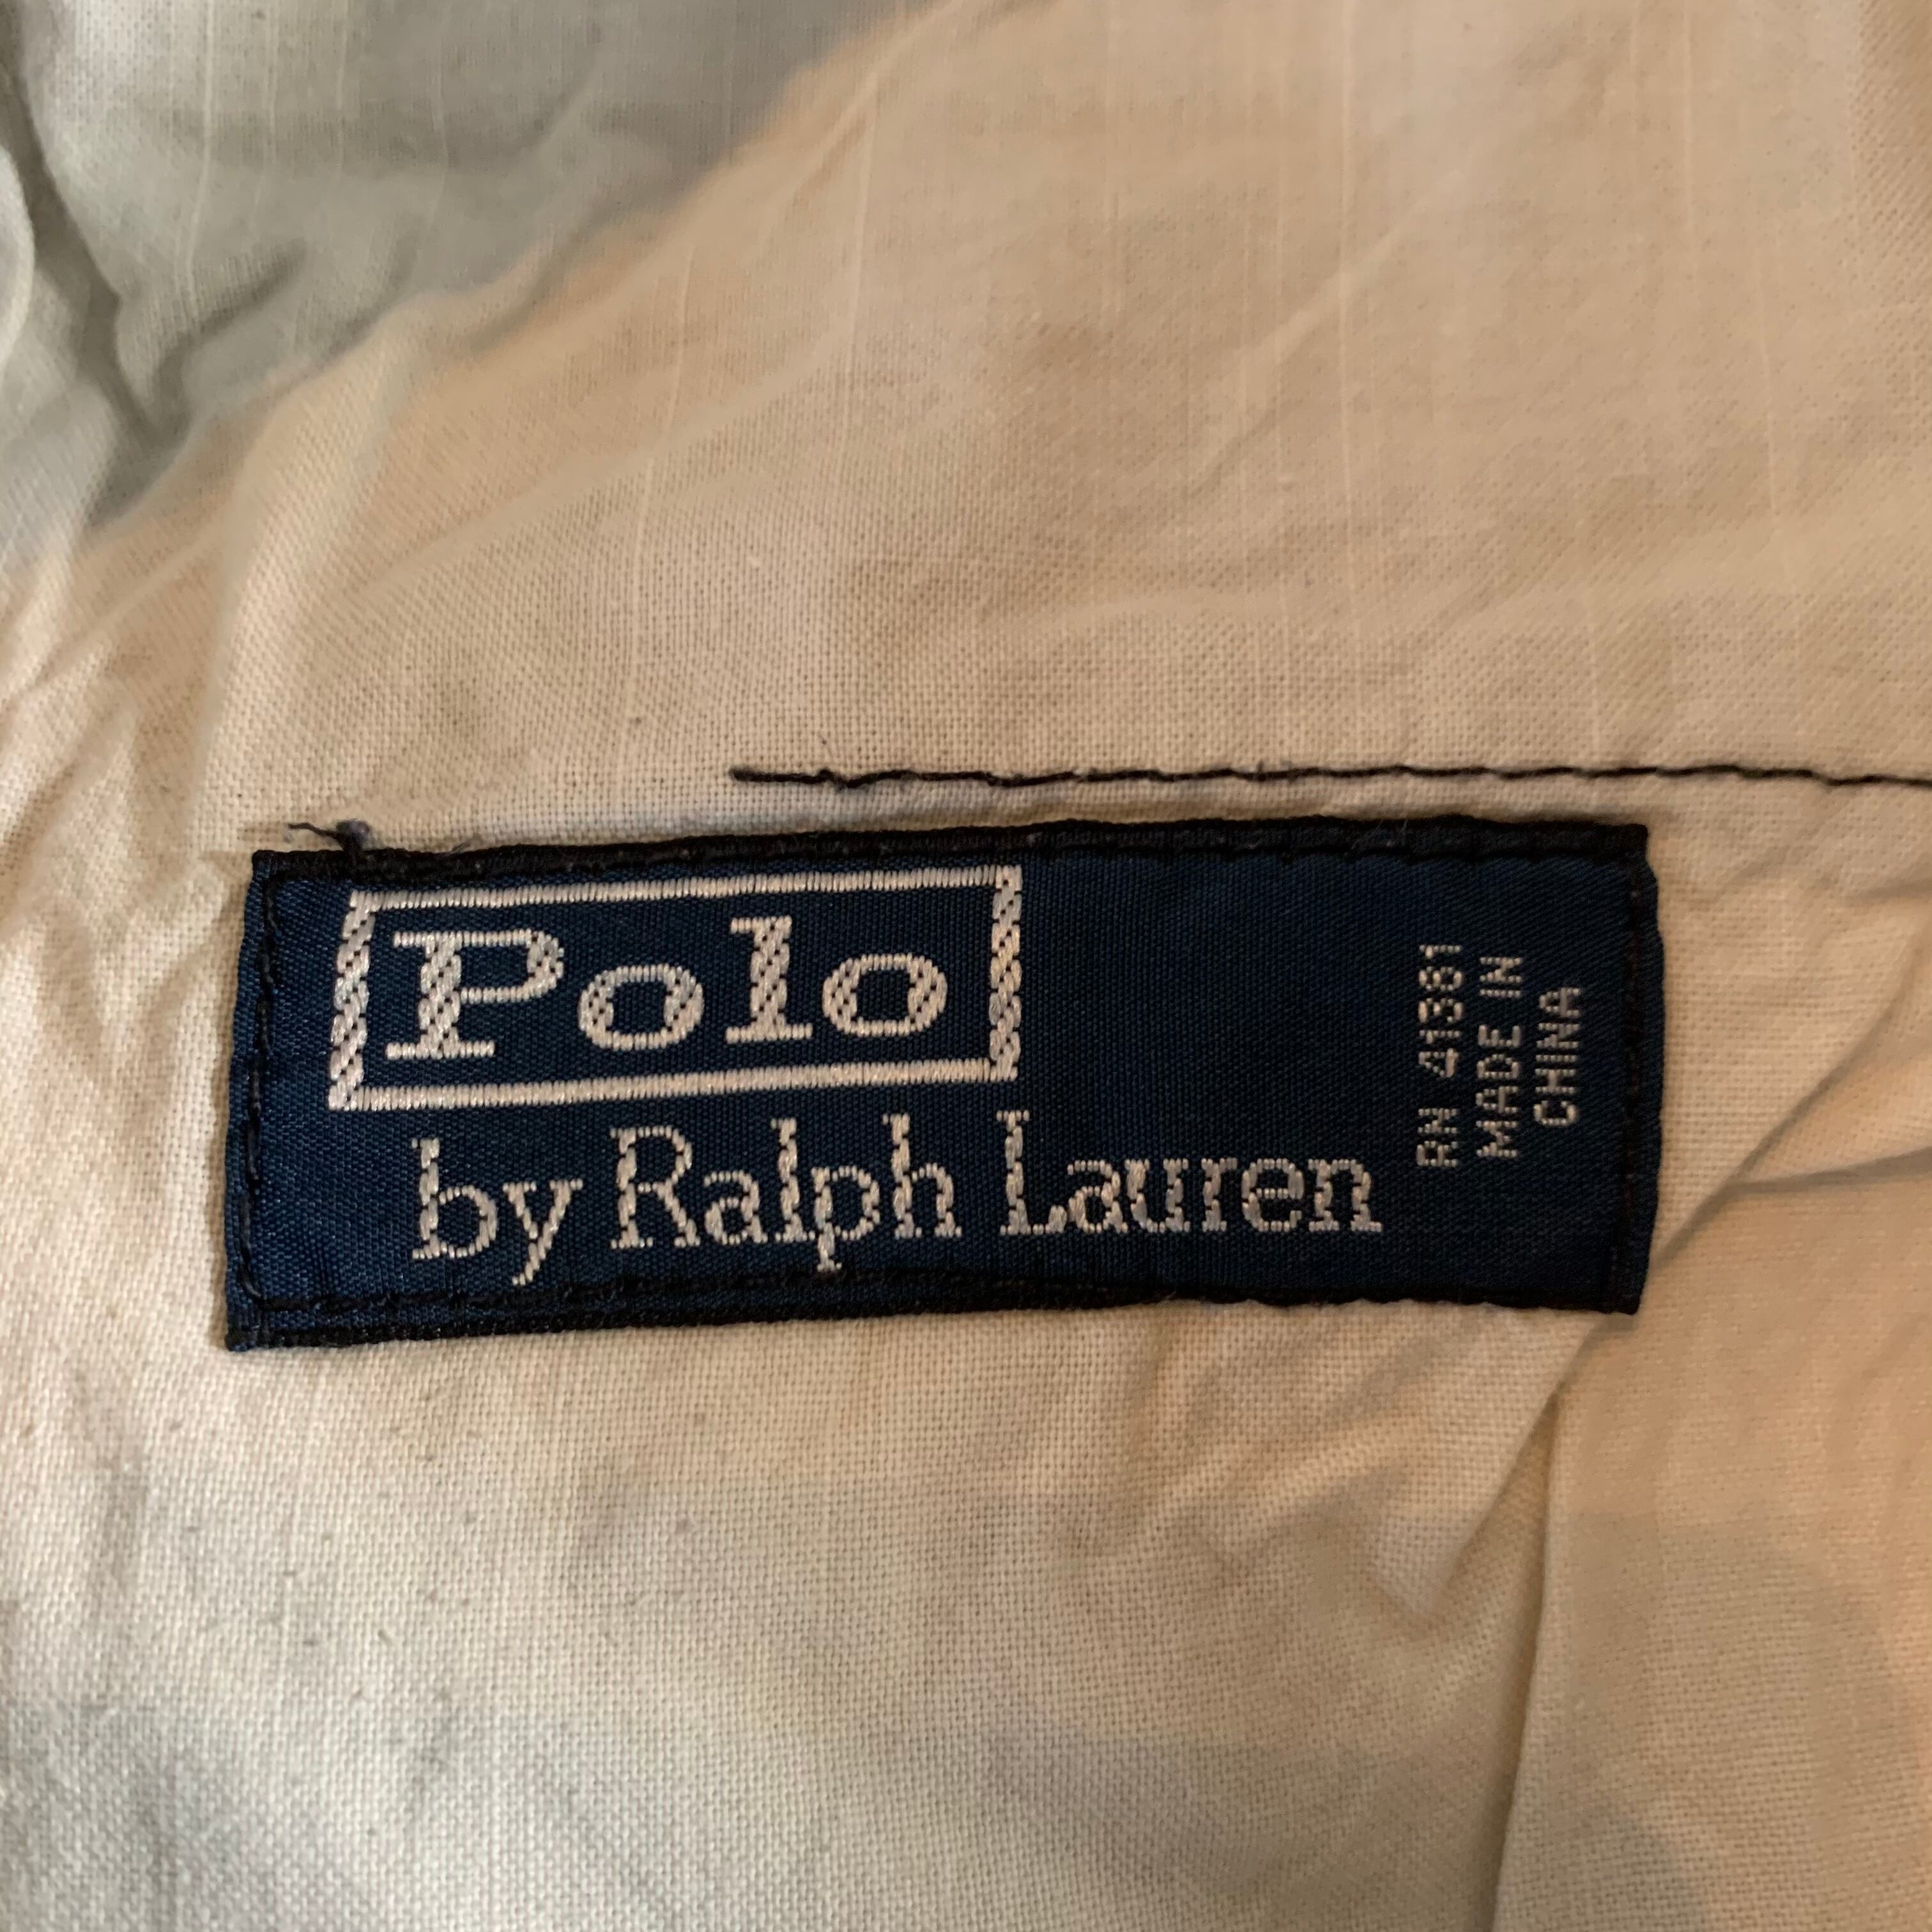 Polo
by Ralph Lauren
RN 41381
MADE IN
CHINA